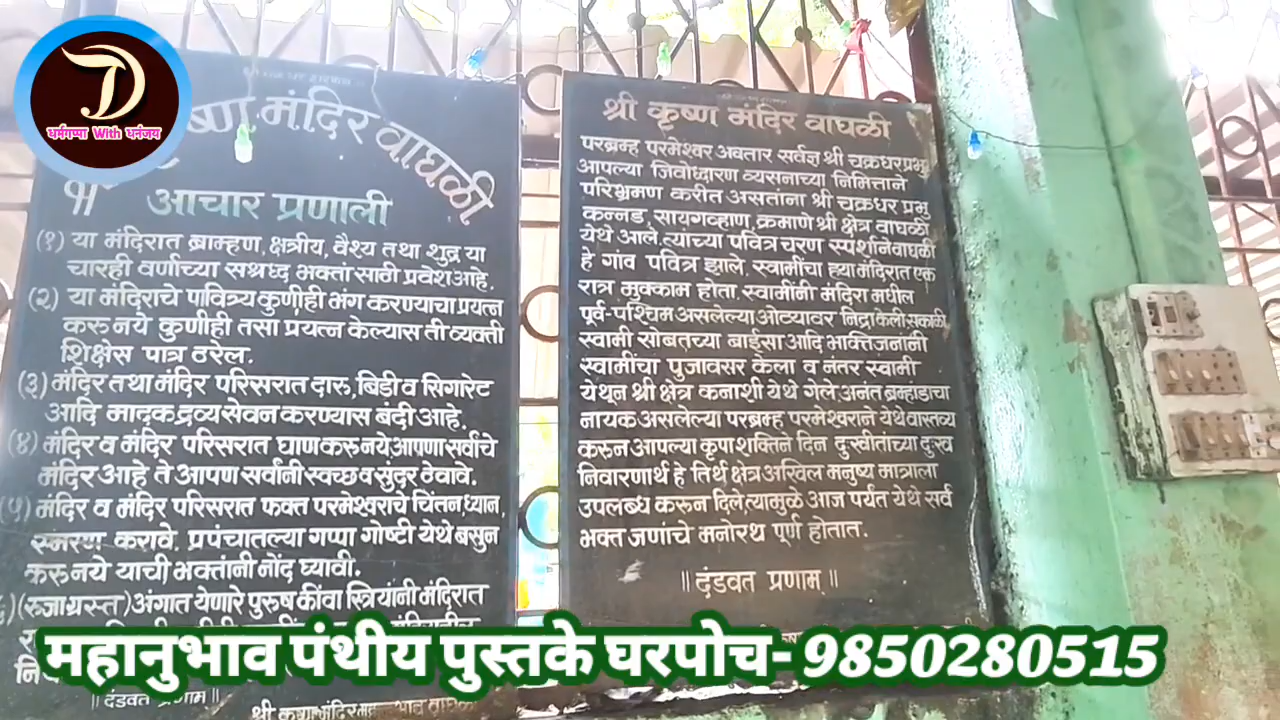 धर्मगप्पा With धनंजय
मंदिर वाघळी
श्री
आचार प्रणाली
(१) या मंदिरात ब्राम्हण, क्षत्रीय, वैश्य तथा शुद्र या
चारही वर्णाच्या सश्रध्द भक्तां साठी प्रवेश आहे.
(२) या मंदिराचे पावित्र्य कुणीही भंग करण्याचा प्रयत्न
करू नये कुणीही तसा प्रयत्न केल्यास ती व्यक्ती
शिक्षेस पात्र ठरेल.
(३) मंदिर तथा मंदिर परिसरात दारू, बिड़ी व सिगारेट
आदि मादक द्रव्य सेवन करण्यास बंदी आहे.
(४) मंदिर व मंदिर परिसरात घाण करू नये आपणा सर्वांचे
मंदिर आहे ते आपण सर्वांनी स्वच्छ व सुंदर ठेवावे.
(५) मंदिर व मंदिर परिसरात फक्त परमेश्वराचे चिंतन, ध्यान,
स्मरण करावे. प्रपंचातल्या गप्पा गोष्टी येथे बसुन
करू नये याची भक्तांनी नोंद घ्यावी.
(रूजाग्रस्त) अंगात येणारे पुरुष कींवा स्त्रियांनी मंदिरात
॥ दंडवत प्रणाम ॥
श्री कृष्ण मंदिर
श्री कृष्ण मंदिर वाघळी
परब्रम्ह परमेश्वर अवतार सर्वज्ञ श्री चक्रधर प्रभु
आपल्या जिवोध्दारण व्यसनाच्या निमित्ताने
परिभ्रमण करीत असतांना श्री चक्रधर प्रभु
कन्नड, सायगव्हाण, क्रमाणे श्री क्षेत्र वाघळी
येथे आले. त्यांच्या पवित्र चरण स्पर्शाने वाघळी
हे गांव पवित्र झाले. स्वामींचा ह्या मंदिरात एक
रात्र मुक्काम होता. स्वामींनी मंदिरा मधील
पूर्व-पश्चिम असलेल्या ओट्यावर निद्रा केली सकाळी,
स्वामी सोबतच्या बाईसा आदि भक्तिजनांनी
स्वामींचा पुजावसर केला व नंतर स्वामी
येथून श्री क्षेत्र कनाशी येथे गेले. अनंत ब्रम्हांडाचा
नायक असलेल्या परब्रम्ह परमेश्वराने येथे वास्तव्य
करून आपल्या कृपा शक्तिने दिन दुःखीतांच्या दुःख
निवारणार्थ हे तिर्थ क्षेत्र अखिल मनुष्य मात्राला
उपलब्ध करून दिले, त्यामुळे आज पर्यंत येथे सर्व
भक्त जणांचे मनोरथ पूर्ण होतात.
॥ दंडवत प्रणाम ॥
महानुभाव पंथीय पुस्तके घरपोच- 9850280515